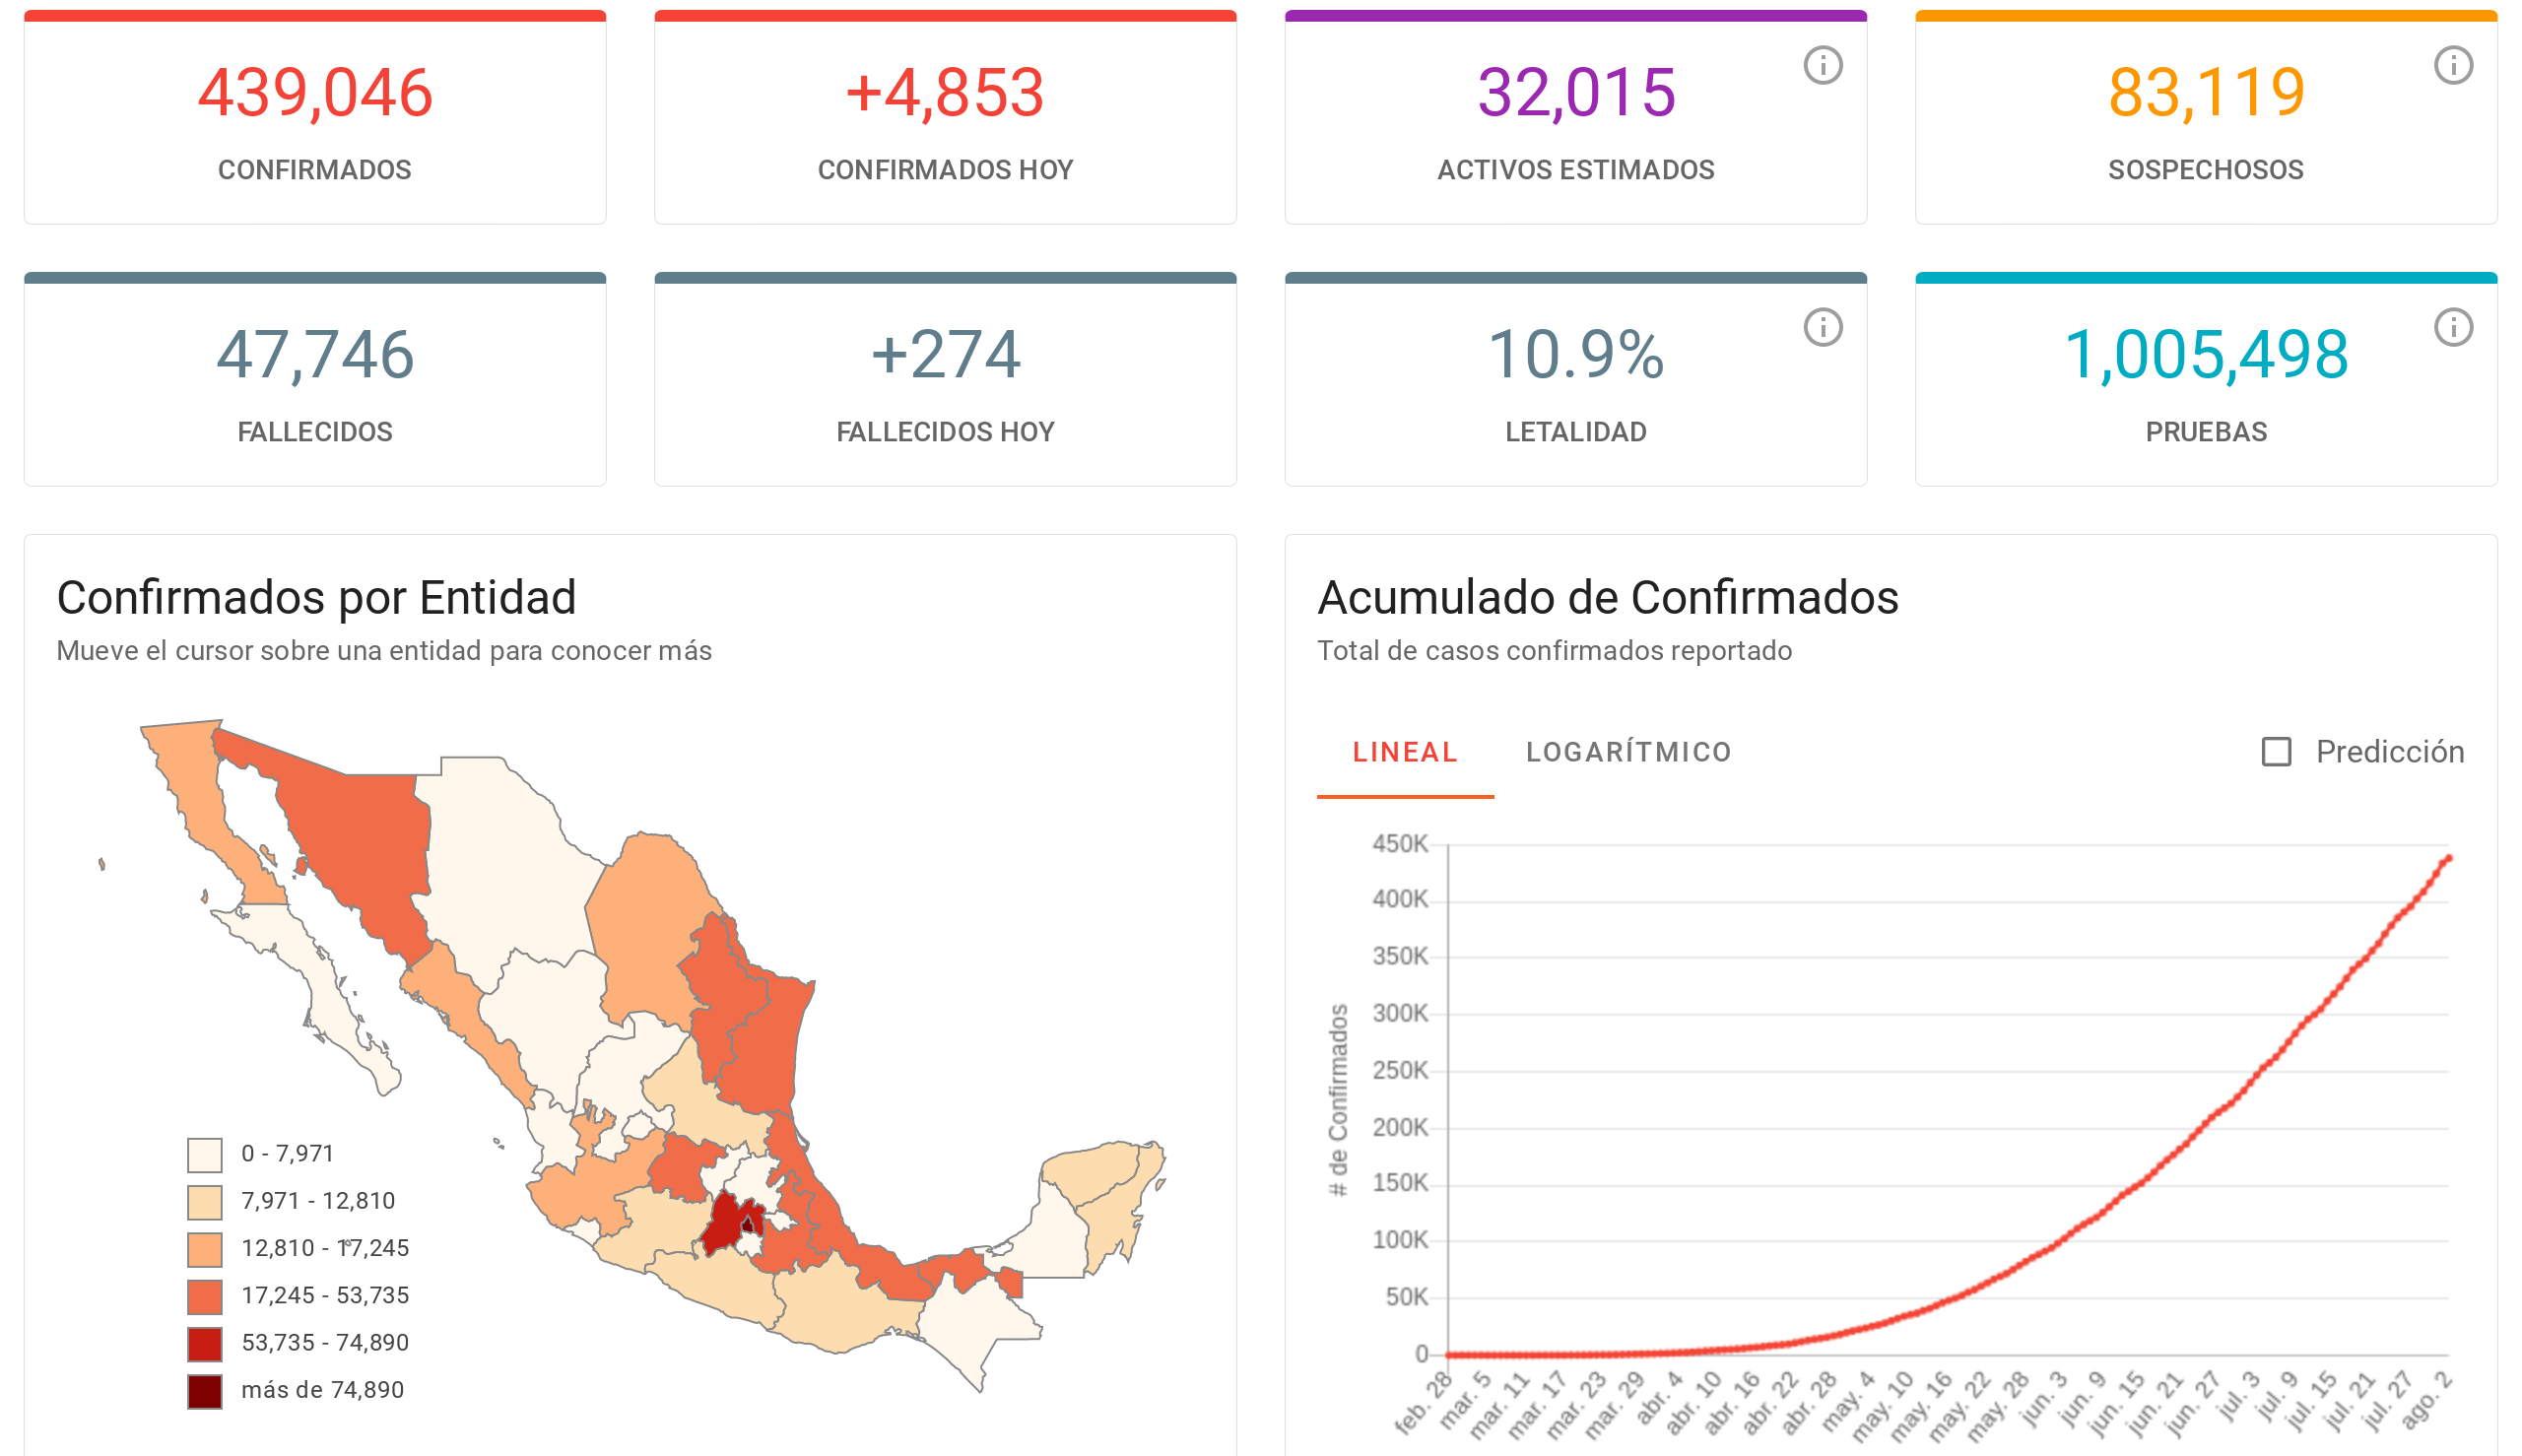 439,046
CONFIRMADOS
+4,853
CONFIRMADOS HOY
32,015
ACTIVOS ESTIMADOS
83,119
SOSPECHOSOS
47,746
FALLECIDOS
+274
FALLECIDOS HOY
10.9%
LETALIDAD
1,005,498
PRUEBAS
Confirmados por Entidad
Mueve el cursor sobre una entidad para conocer más
0 - 7,971
7,971 - 12,810
12,810 - 17,245
17,245 - 53,735
53,735 - 74,890
más de 74,890
Acumulado de Confirmados
Total de casos confirmados reportado
LINEAL
LOGARÍTMICO
Predicción
# de Confirmados
450K
400K
350K
300K
250K
200K
150K
100K
50K
0
feb. 28
mar. 5
mar. 11
mar. 17
mar. 23
mar. 29
abr. 4
abr. 10
abr. 16
abr. 22
abr. 28
may. 4
may. 10
may. 16
may. 22
may. 28
jun. 3
jun. 9
jun. 15
jun. 21
jun. 27
jul. 3
jul. 9
jul. 15
jul. 21
jul. 27
ago. 2